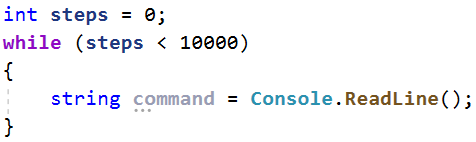 int steps = 0;
while (steps < 10000)
{
    string command = Console.ReadLine();
}